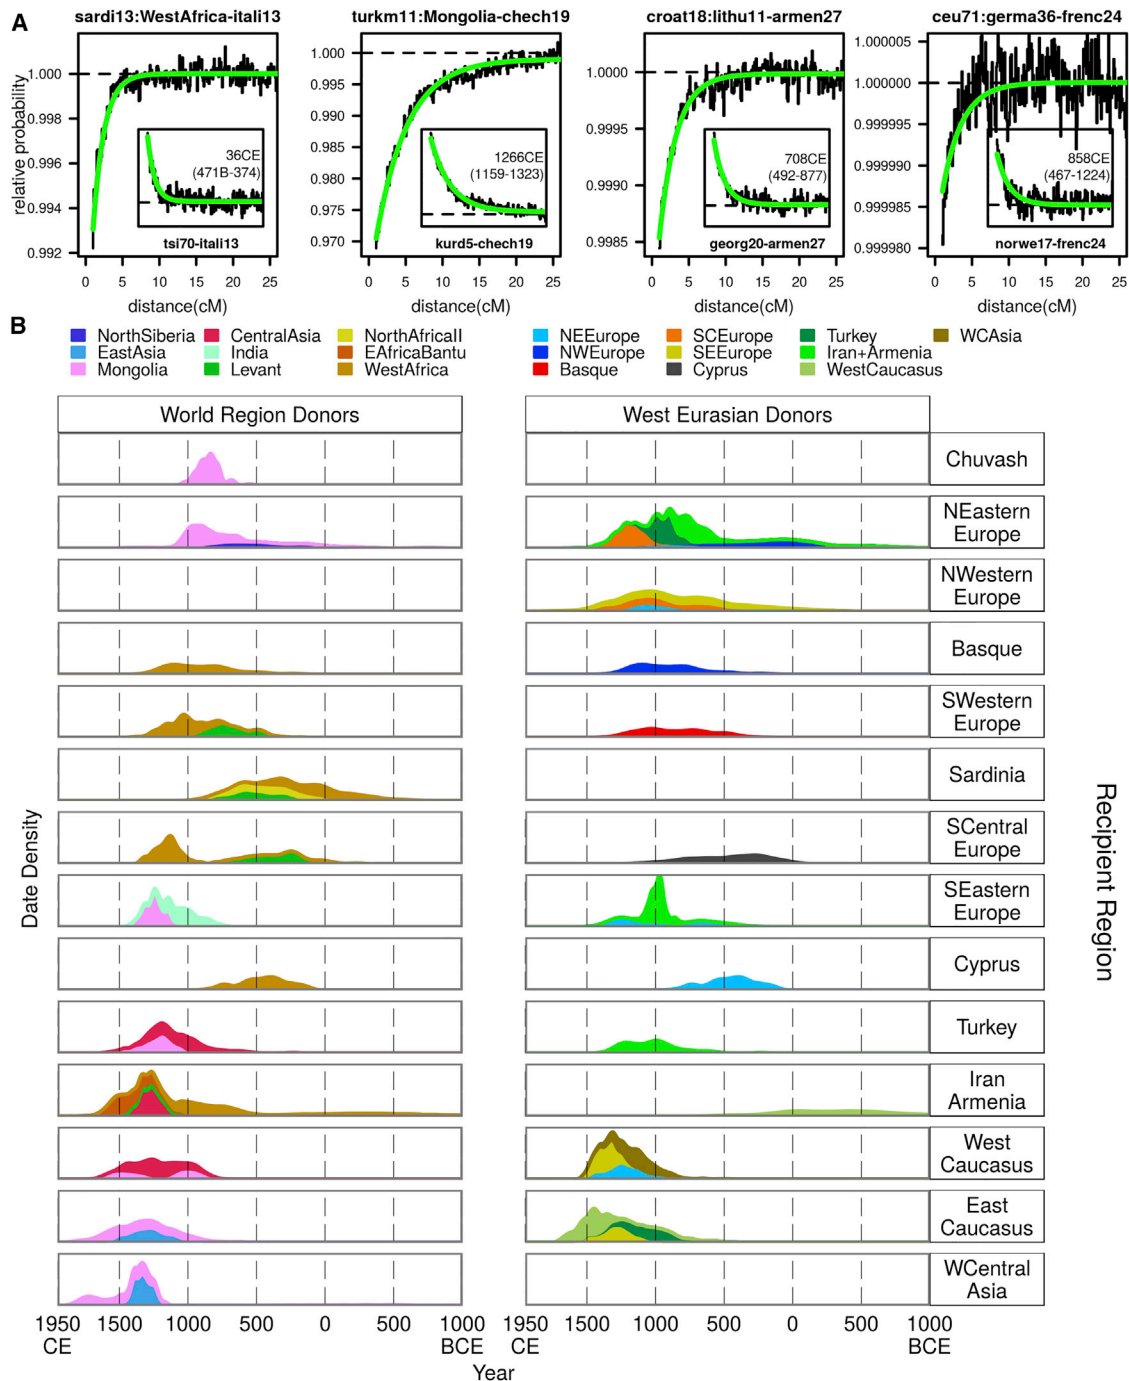 A
sardi13:WestAfrica-itali13
turkm11:Mongolia-chech19
croat18:lithu11-armen27
ceu71:germa36-frenc24
relative probability
1.000
0.998
0.996
0.994
0.992
36CE
(471B-374)
tsi70-itali13
0 5 10 15 20 25
distance(cM)
1.000
0.995
0.990
0.985
0.980
0.975
0.970
1266CE
(1159-1323)
kurd5-chech19
0 5 10 15 20 25
distance(cM)
1.0000
0.9995
0.9990
0.9985
708CE
(492-877)
georg20-armen27
0 5 10 15 20 25
distance(cM)
1.000005
1.000000
0.999995
0.999990
0.999985
0.999980
858CE
(467-1224)
norwe17-frenc24
0 5 10 15 20 25
distance(cM)
B
NorthSiberia CentralAsia NorthAfricaII
EastAsia India EAfricaBantu
Mongolia Levant WestAfrica
NEEurope SCEurope Turkey WCAsia
NWEurope SEEurope Iran+Armenia
Basque Cyprus WestCaucasus
World Region Donors
West Eurasian Donors
Chuvash
NEastern
Europe
NWestern
Europe
Basque
SWestern
Europe
Sardinia
SCentral
Europe
SEastern
Europe
Cyprus
Turkey
Iran
Armenia
West
Caucasus
East
Caucasus
WCentral
Asia
Date Density
Recipient Region
1950 1500 1000 500 0 500 1000
CE BCE
1950 1500 1000 500 0 500 1000
CE BCE
Year